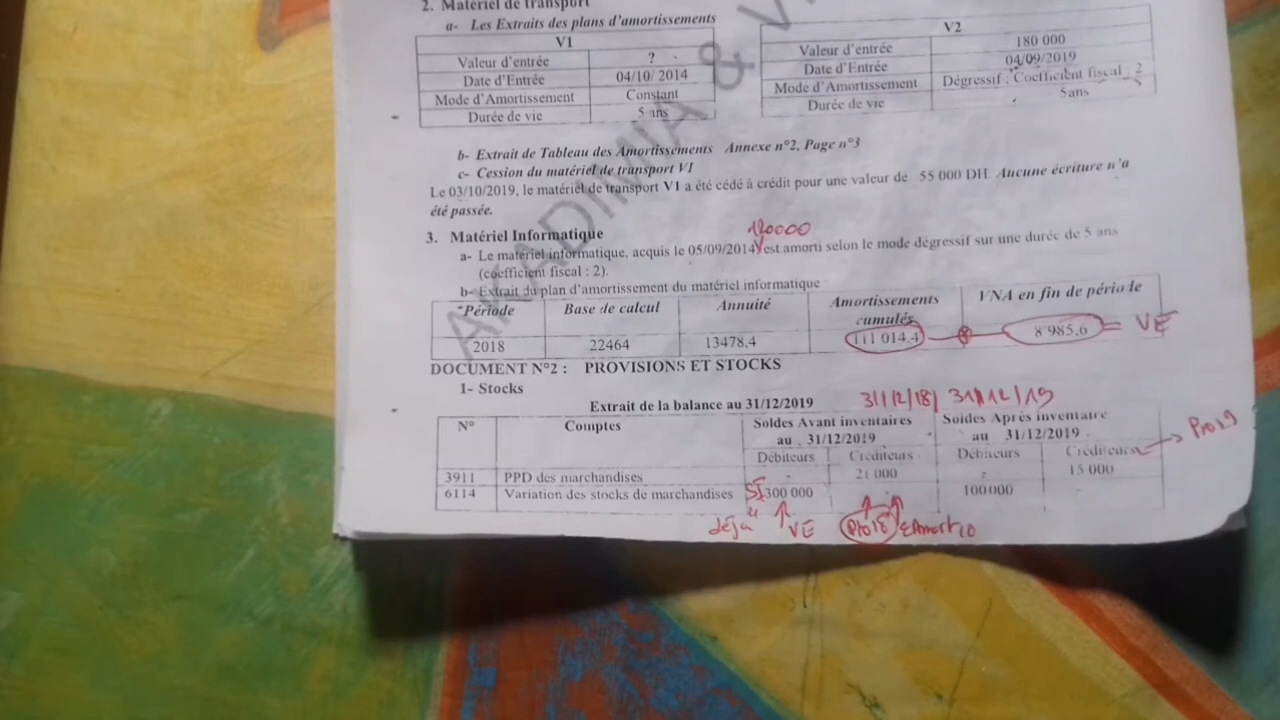 2. Matériel de transport
a- Les Extraits des plans d'amortissements
V1
Valeur d'entrée ?
Date d'Entrée 04/10/ 2014
Mode d'Amortissement Constant
Durée de vie 5 ans
V2
Valeur d'entrée 180 000
Date d'Entrée 04/09/2019
Mode d'Amortissement Dégressif : Coefficient fiscal : 2
Durée de vie 5ans
b- Extrait de Tableau des Amortissements Annexe n°2, Page n°3
c- Cession du matériel de transport V1
Le 03/10/2019, le matériel de transport V1 a été cédé à crédit pour une valeur de 55 000 DH. Aucune écriture n'a
été passée.
120000
3. Matériel Informatique
a- Le matériel informatique, acquis le 05/09/2014 est amorti selon le mode dégressif sur une durée de 5 ans
(coefficient fiscal : 2).
b- Extrait du plan d'amortissement du matériel informatique
Période Base de calcul Annuité Amortissements cumulés VNA en fin de période
2018 22464 13478,4 111 014,4 8 985,6 = VE
DOCUMENT N°2 : PROVISIONS ET STOCKS
1- Stocks
Extrait de la balance au 31/12/2019 31/12/18 31/12/19
N° Comptes Soldes Avant inventaires au 31/12/2019 Soldes Après inventaire au 31/12/2019
Débiteurs Créditeurs Débiteurs Créditeurs → Pro19
3911 PPD des marchandises - 21 000 - 15 000
6114 Variation des stocks de marchandises SI 300 000 - 100 000 -
déjà VE Pro18
AKADIMIA & V